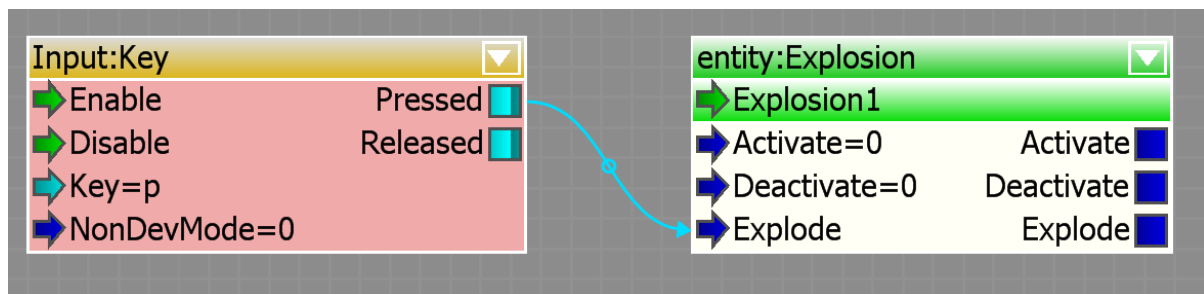 Input:Key
Enable Pressed
Disable Released
Key=p
NonDevMode=0
entity:Explosion
Explosion1
Activate=0 Activate
Deactivate=0 Deactivate
Explode Explode